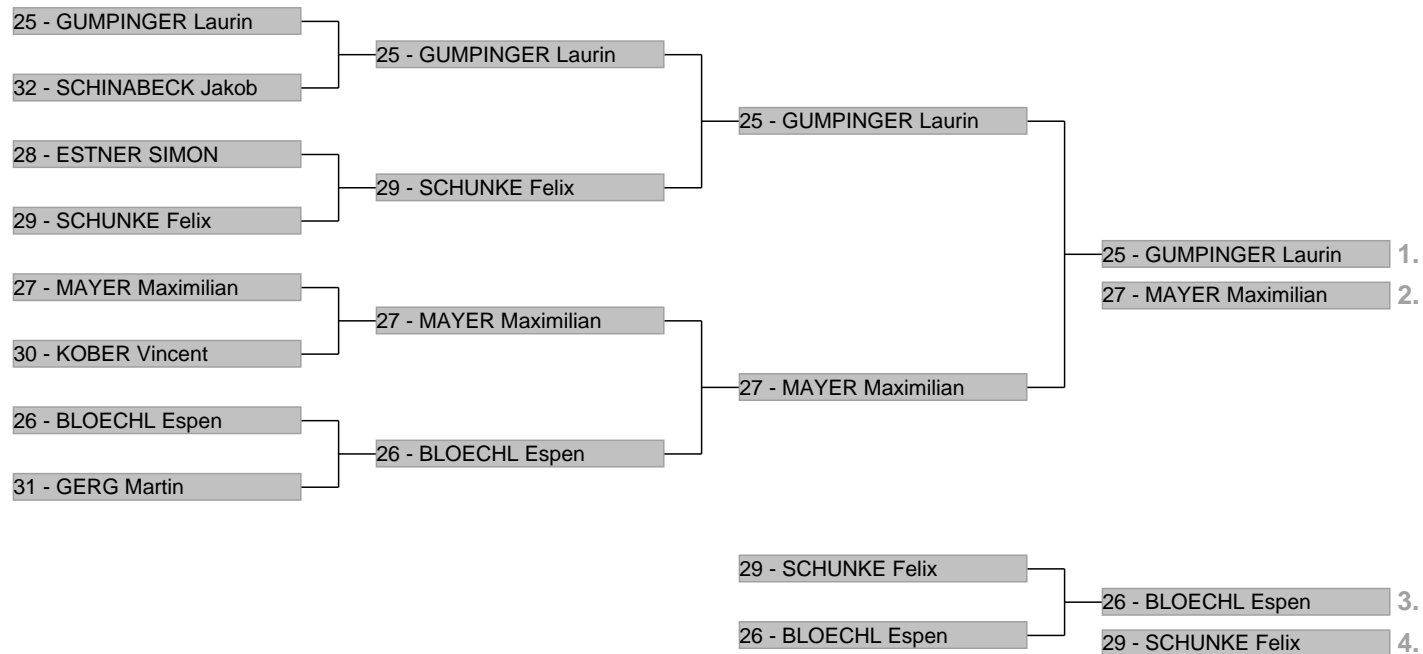 25 - GUMPINGER Laurin
32 - SCHINABECK Jakob
28 - ESTNER SIMON
29 - SCHUNKE Felix
27 - MAYER Maximilian
30 - KOBER Vincent
26 - BLOECHL Espen
31 - GERG Martin
25 - GUMPINGER Laurin
29 - SCHUNKE Felix
27 - MAYER Maximilian
26 - BLOECHL Espen
25 - GUMPINGER Laurin
27 - MAYER Maximilian
25 - GUMPINGER Laurin 1.
27 - MAYER Maximilian 2.
29 - SCHUNKE Felix
26 - BLOECHL Espen
26 - BLOECHL Espen 3.
29 - SCHUNKE Felix 4.